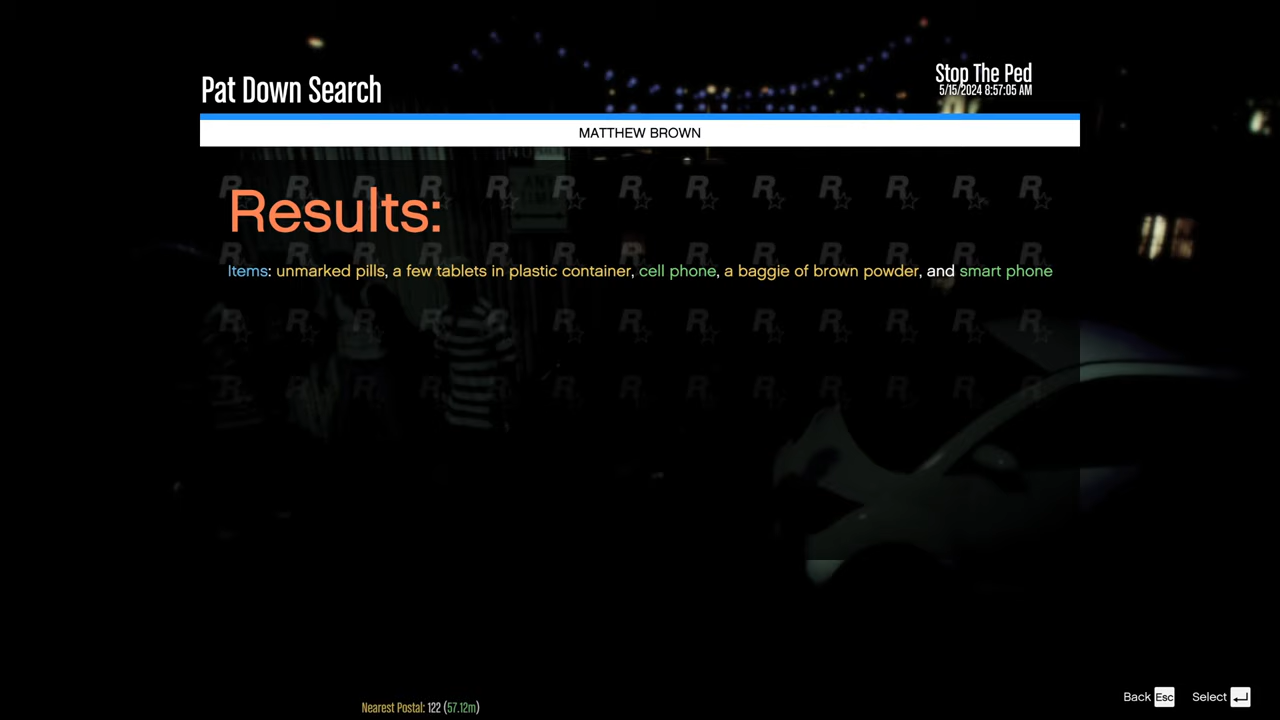 Pat Down Search
Stop The Ped
5/15/2024 8:57:05 AM
MATTHEW BROWN
Results:
Items: unmarked pills, a few tablets in plastic container, cell phone, a baggie of brown powder, and smart phone
Nearest Postal: 122 (57.12m)
Back Esc Select